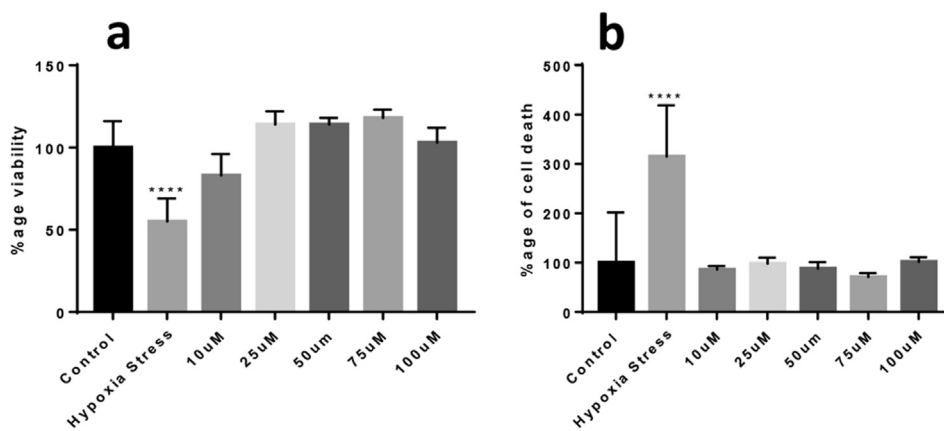 a
%age viability
150
100
50
0
****
Control
Hypoxia Stress
10uM
25uM
50um
75uM
100uM
b
%age of cell death
500
400
300
200
100
0
****
Control
Hypoxia Stress
10uM
25uM
50um
75uM
100uM